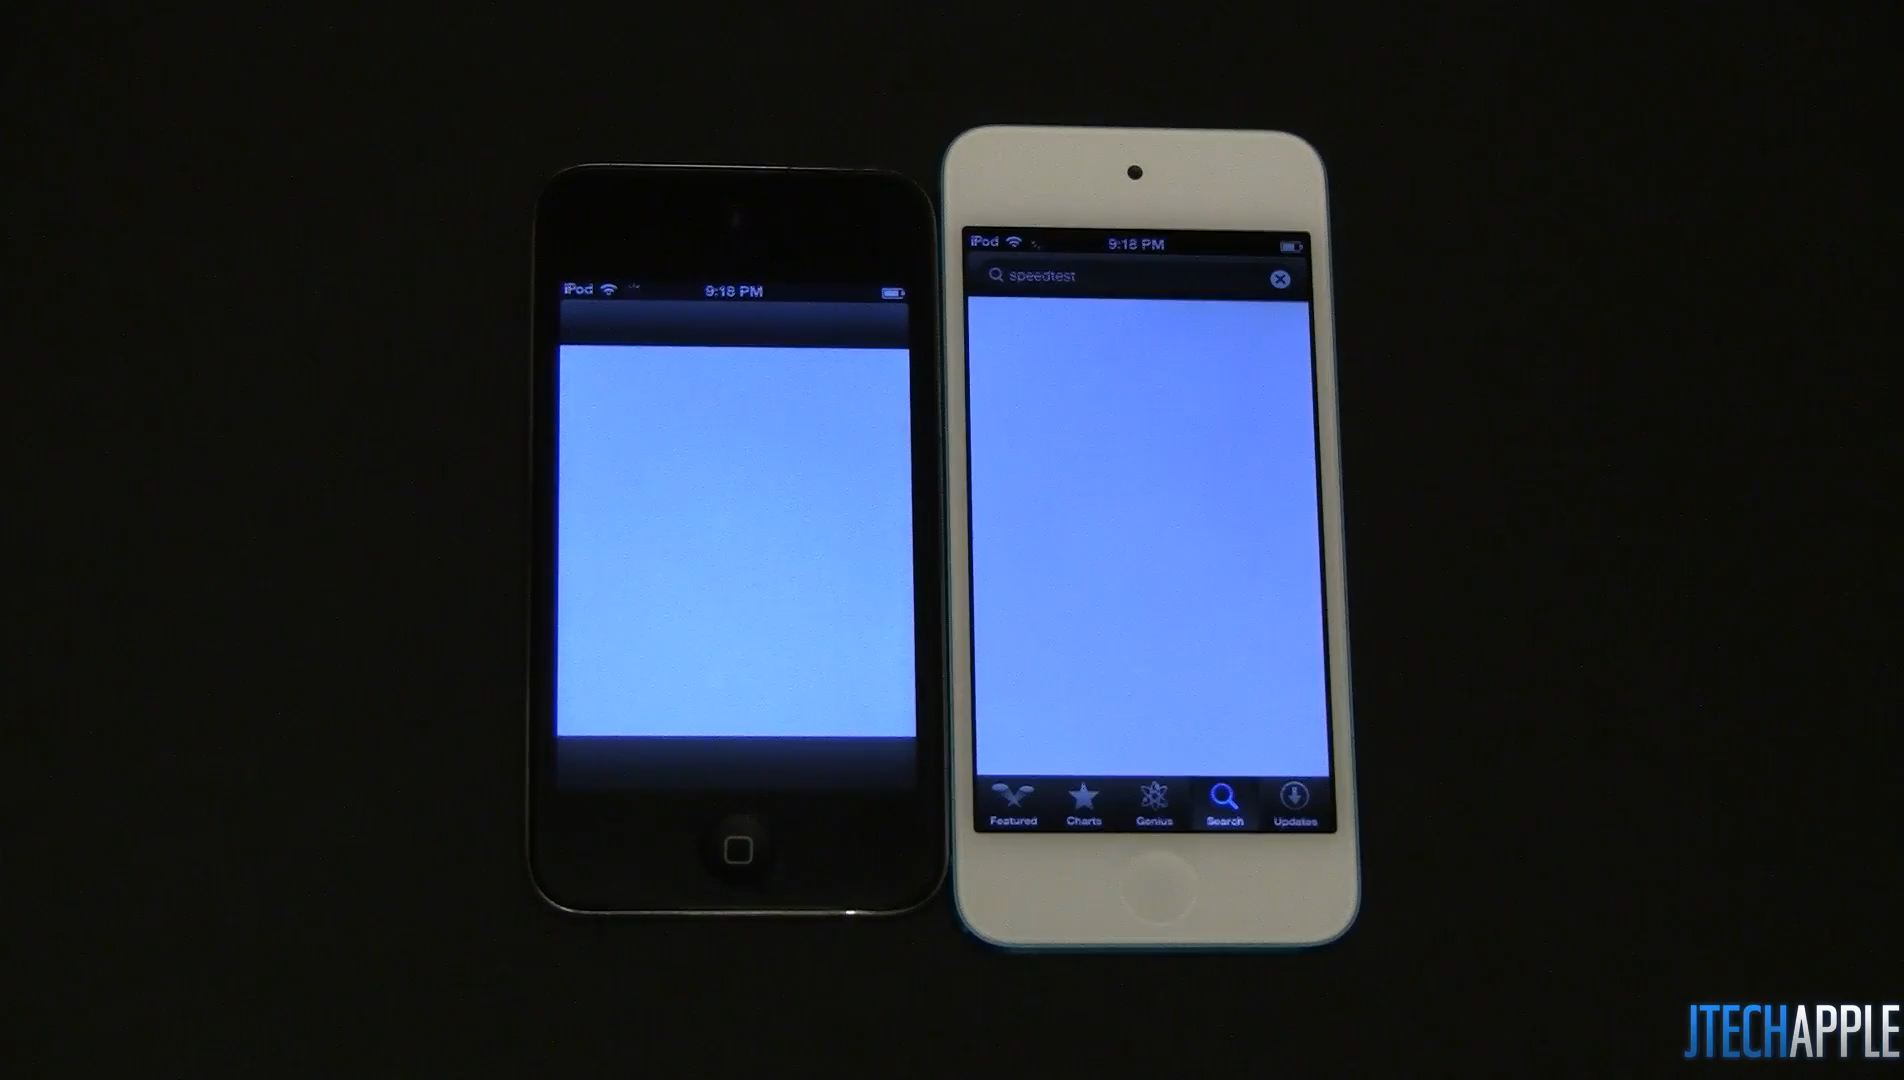 iPod 9:18 PM
iPod 9:18 PM
speedtest
Featured Charts Genius Search Updates
JTECHAPPLE